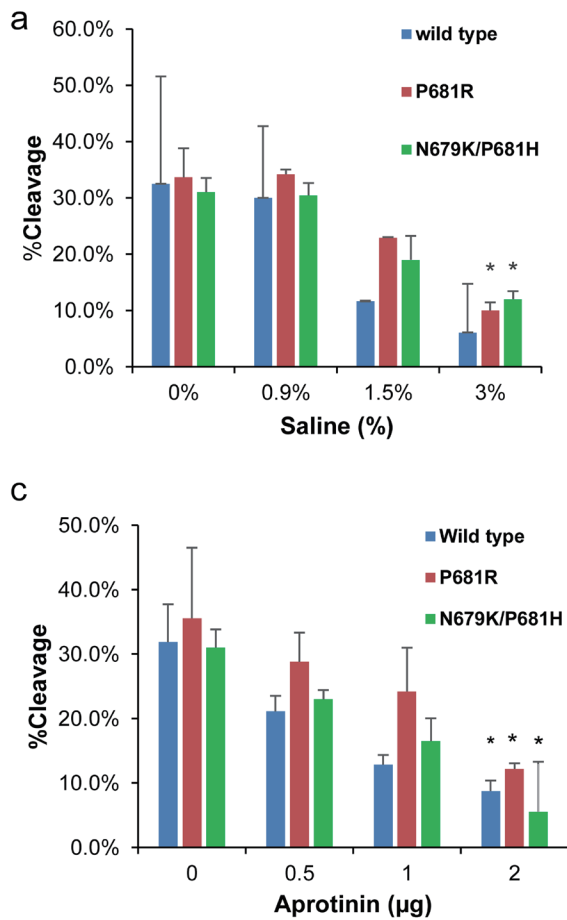 a
60.0%
50.0%
40.0%
30.0%
20.0%
10.0%
0.0%
%Cleavage
wild type
P681R
N679K/P681H
* *
0% 0.9% 1.5% 3%
Saline (%)
c
50.0%
40.0%
30.0%
20.0%
10.0%
0.0%
%Cleavage
Wild type
P681R
N679K/P681H
* * *
0 0.5 1 2
Aprotinin (μg)